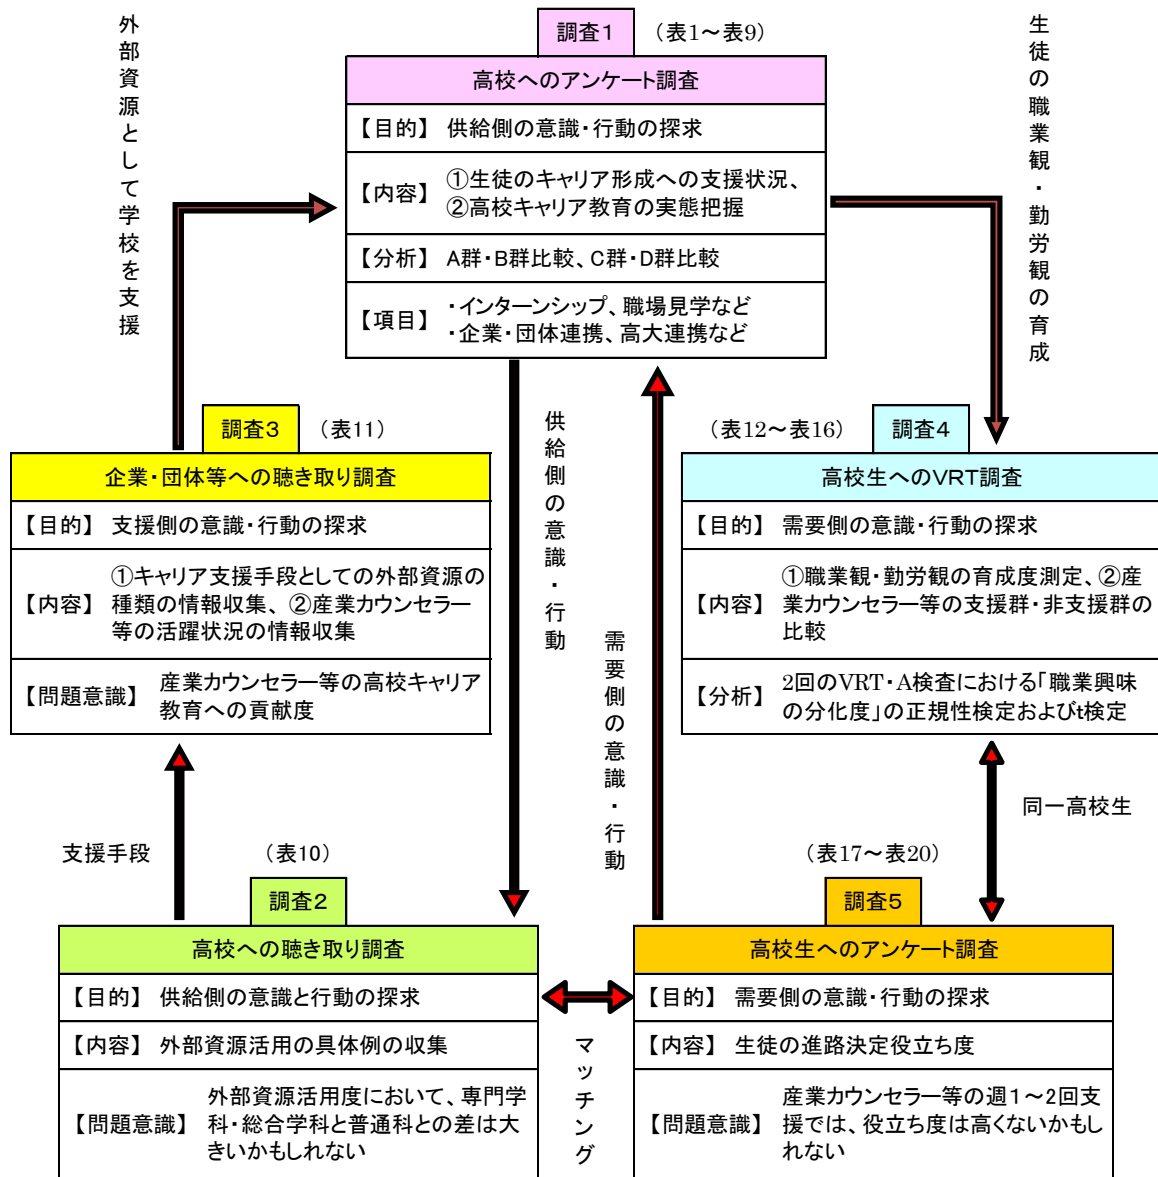 外部資源として学校を支援
調査1
（表1～表9）
高校へのアンケート調査
【目的】 供給側の意識・行動の探求
【内容】 ①生徒のキャリア形成への支援状況、
②高校キャリア教育の実態把握
【分析】 A群・B群比較、C群・D群比較
【項目】 ・インターンシップ、職場見学など
・企業・団体連携、高大連携など
生徒の職業観・勤労観の育成
調査3
（表11）
企業・団体等への聴き取り調査
【目的】 支援側の意識・行動の探求
【内容】 ①キャリア支援手段としての外部資源の
種類の情報収集、②産業カウンセラー
等の活躍状況の情報収集
【問題意識】 産業カウンセラー等の高校キャリア
教育への貢献度
供給側の意識・行動
需要側の意識・行動
（表12～表16）
調査4
高校生へのVRT調査
【目的】 需要側の意識・行動の探求
【内容】 ①職業観・勤労観の育成度測定、②産
業カウンセラー等の支援群・非支援群の
比較
【分析】 2回のVRT・A検査における「職業興味
の分化度」の正規性検定およびt検定
支援手段
同一高校生
（表10）
調査2
高校への聴き取り調査
【目的】 供給側の意識と行動の探求
【内容】 外部資源活用の具体例の収集
【問題意識】 外部資源活用度において、専門学
科・総合学科と普通科との差は大
きいかもしれない
マッチング
（表17～表20）
調査5
高校生へのアンケート調査
【目的】 需要側の意識・行動の探求
【内容】 生徒の進路決定役立ち度
【問題意識】 産業カウンセラー等の週1～2回支
援では、役立ち度は高くないかもし
れない